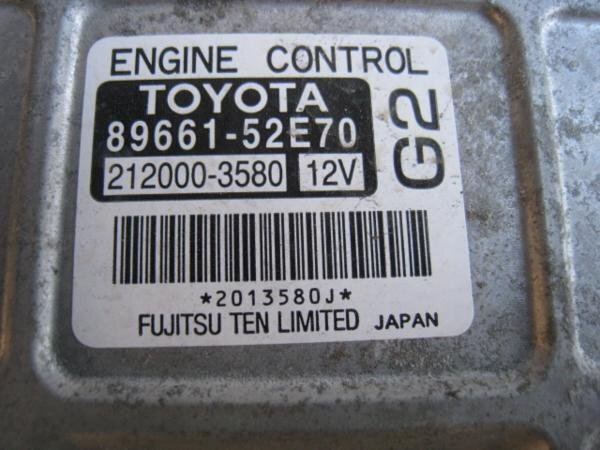 ENGINE CONTROL
TOYOTA
89661-52E70
212000-3580 12V
G2
*2013580J*
FUJITSU TEN LIMITED JAPAN